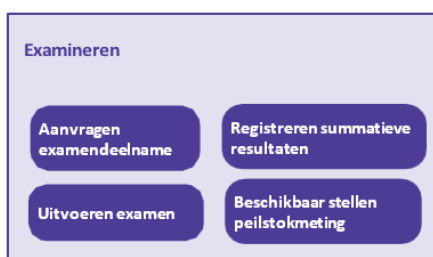 Examineren
Aanvragen
examendeelname
Registreren summatieve
resultaten
Uitvoeren examen
Beschikbaar stellen
peilstokmeting